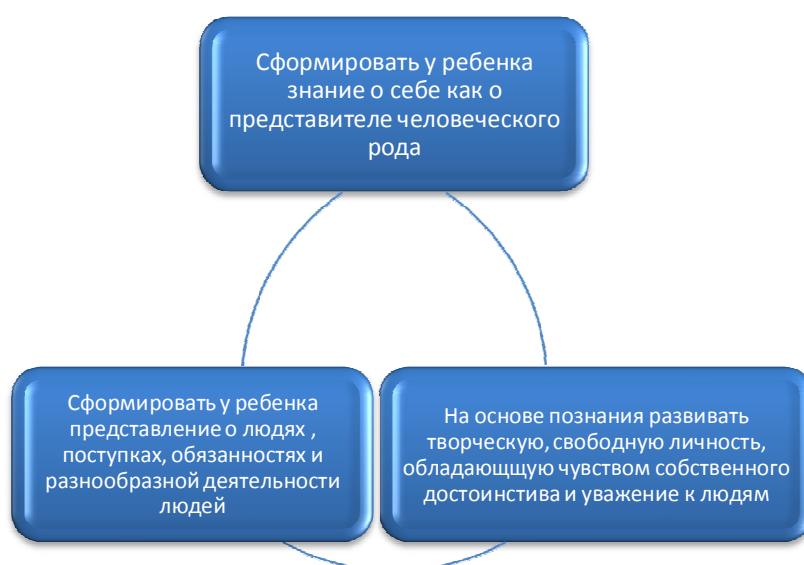 Сформировать у ребенка
знание о себе как о
представителе человеческого
рода
Сформировать у ребенка
представление о людях ,
поступках, обязанностях и
разнообразной деятельности
людей
На основе познания развивать
творческую, свободную личность,
обладающщую чувством собственного
достоинстива и уважение к людям